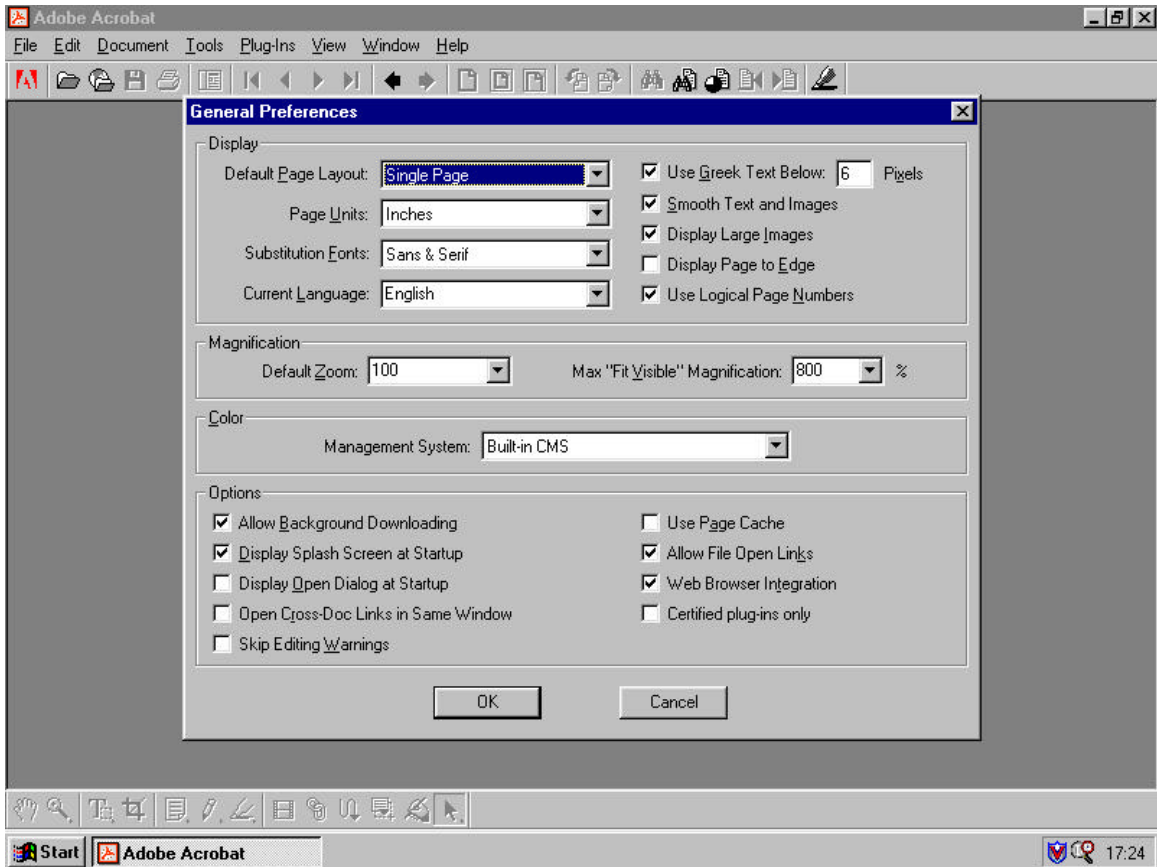 Adobe Acrobat
File Edit Document Tools Plug-Ins View Window Help
General Preferences
Display
Default Page Layout: Single Page
Use Greek Text Below: 6 Pixels
Page Units: Inches
Smooth Text and Images
Substitution Fonts: Sans & Serif
Display Large Images
Display Page to Edge
Current Language: English
Use Logical Page Numbers
Magnification
Default Zoom: 100
Max "Fit Visible" Magnification: 800 %
Color
Management System: Built-in CMS
Options
Allow Background Downloading
Use Page Cache
Display Splash Screen at Startup
Allow File Open Links
Display Open Dialog at Startup
Web Browser Integration
Open Cross-Doc Links in Same Window
Certified plug-ins only
Skip Editing Warnings
OK
Cancel
Start
Adobe Acrobat
17:24